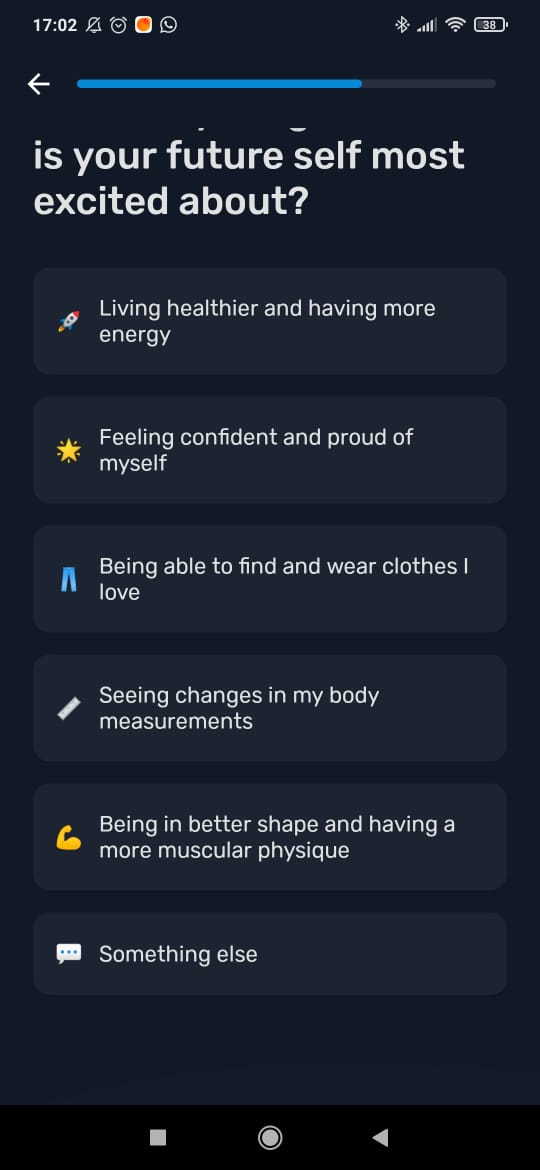 17:02
38
is your future self most
excited about?
Living healthier and having more
energy
Feeling confident and proud of
myself
Being able to find and wear clothes I
love
Seeing changes in my body
measurements
Being in better shape and having a
more muscular physique
Something else